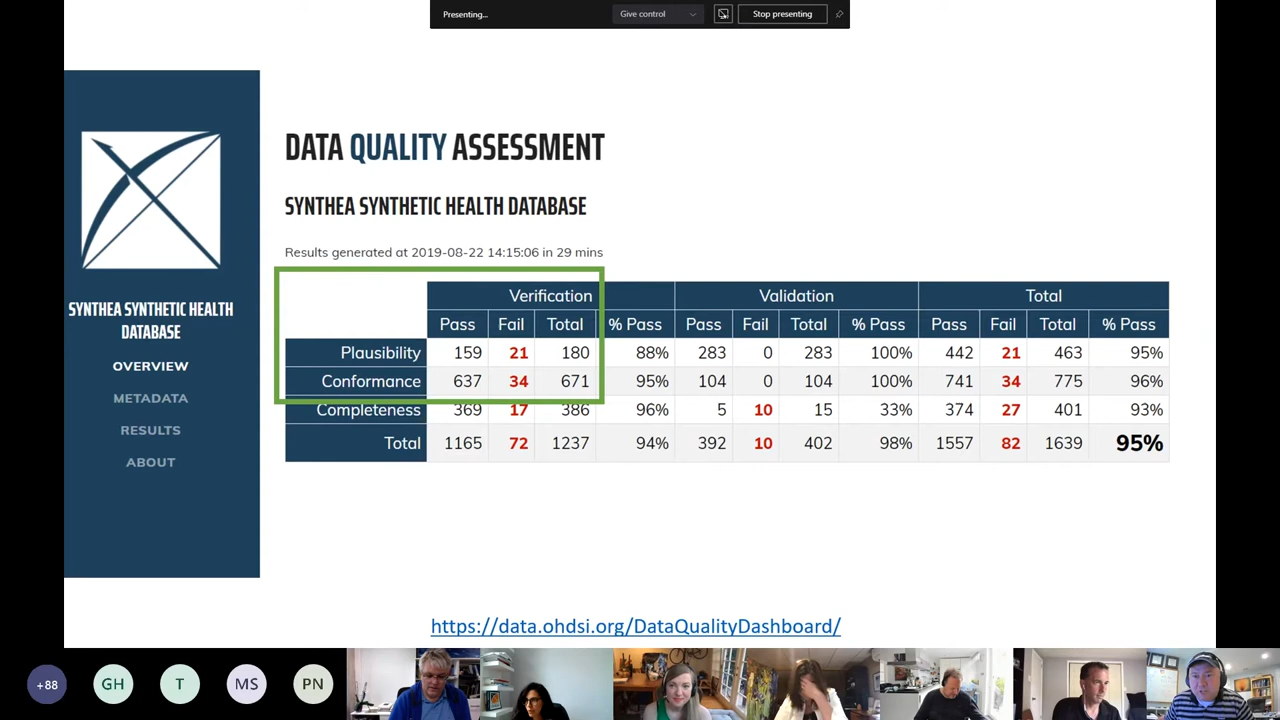 Presenting...
Give control
Stop presenting
DATA QUALITY ASSESSMENT
SYNTHEA SYNTHETIC HEALTH DATABASE
Results generated at 2019-08-22 14:15:06 in 29 mins
SYNTHEA SYNTHETIC HEALTH
DATABASE
OVERVIEW
METADATA
RESULTS
ABOUT
Verification Validation Total
Pass Fail Total % Pass Pass Fail Total % Pass Pass Fail Total % Pass
Plausibility 159 21 180 88% 283 0 283 100% 442 21 463 95%
Conformance 637 34 671 95% 104 0 104 100% 741 34 775 96%
Completeness 369 17 386 96% 5 10 15 33% 374 27 401 93%
Total 1165 72 1237 94% 392 10 402 98% 1557 82 1639 95%
https://data.ohdsi.org/DataQualityDashboard/
+88 GH T MS PN